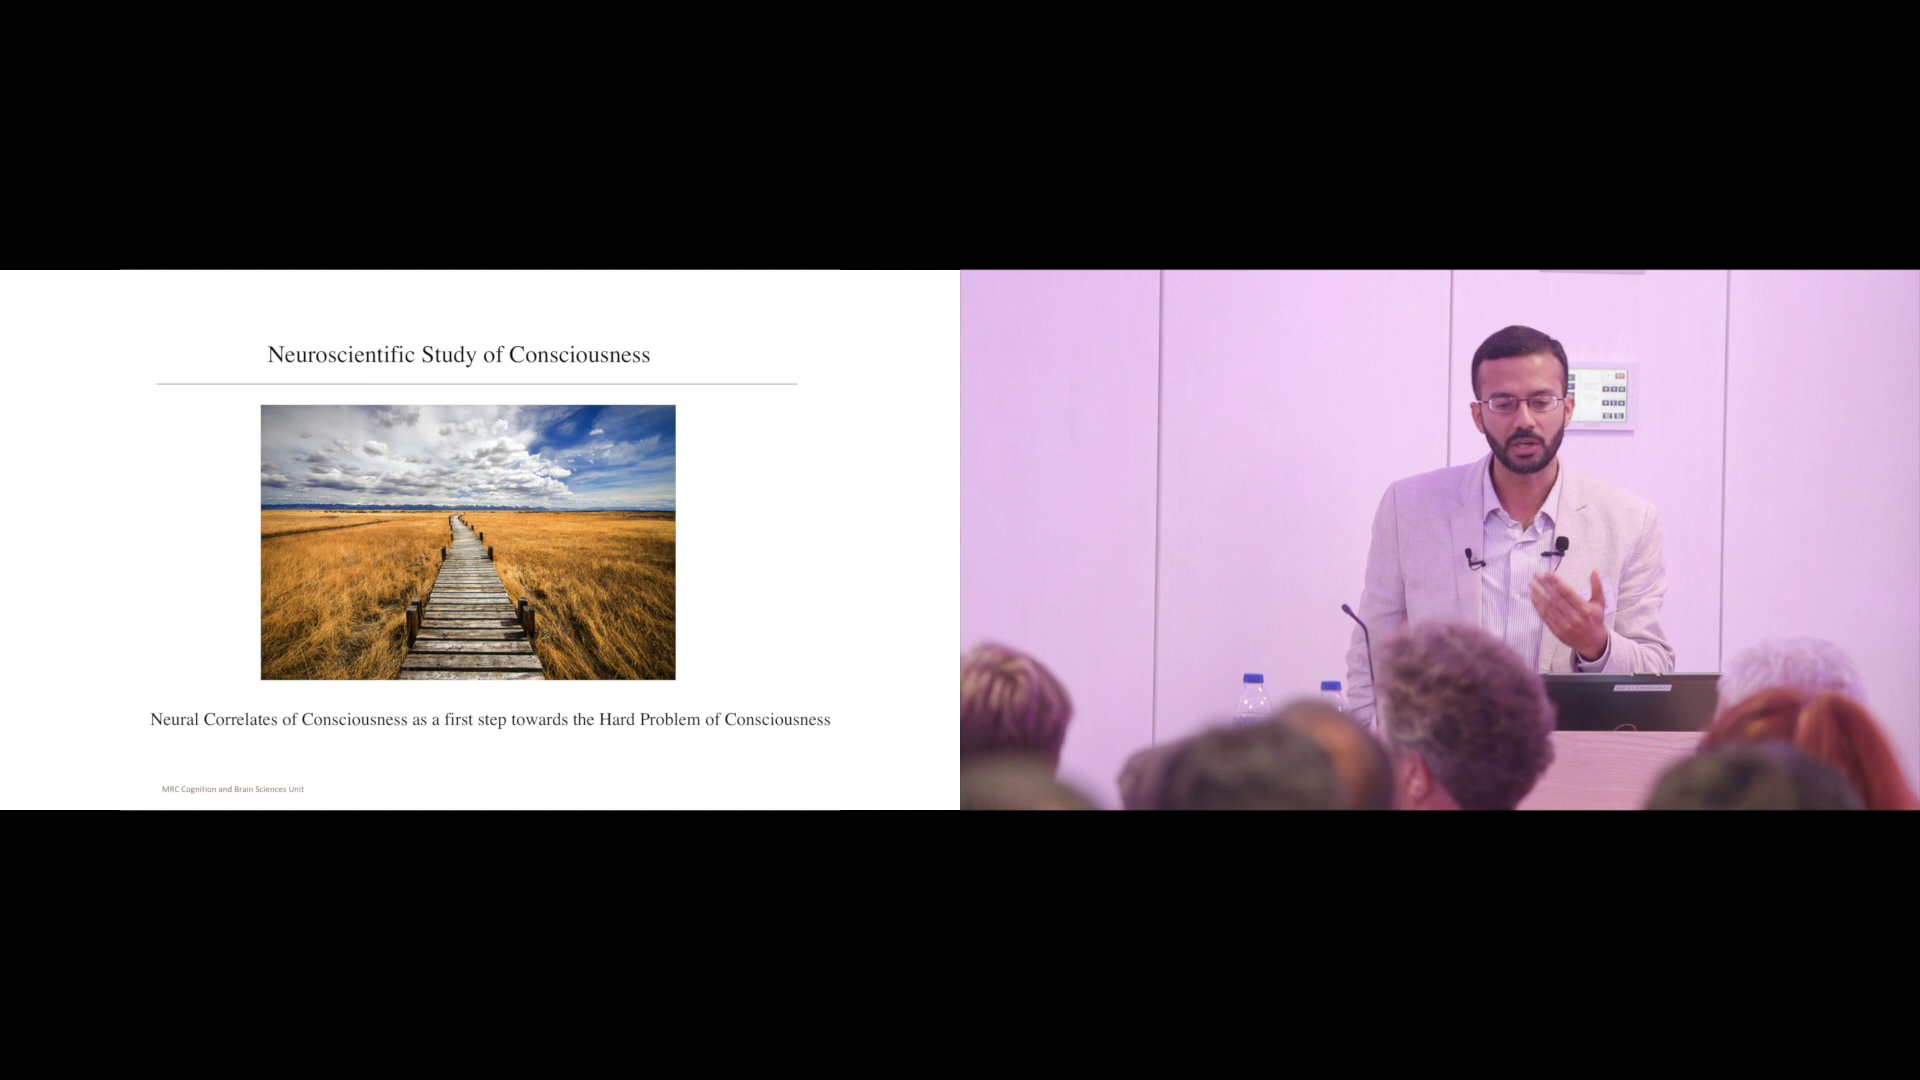 Neuroscientific Study of Consciousness
Neural Correlates of Consciousness as a first step towards the Hard Problem of Consciousness
MRC Cognition and Brain Sciences Unit